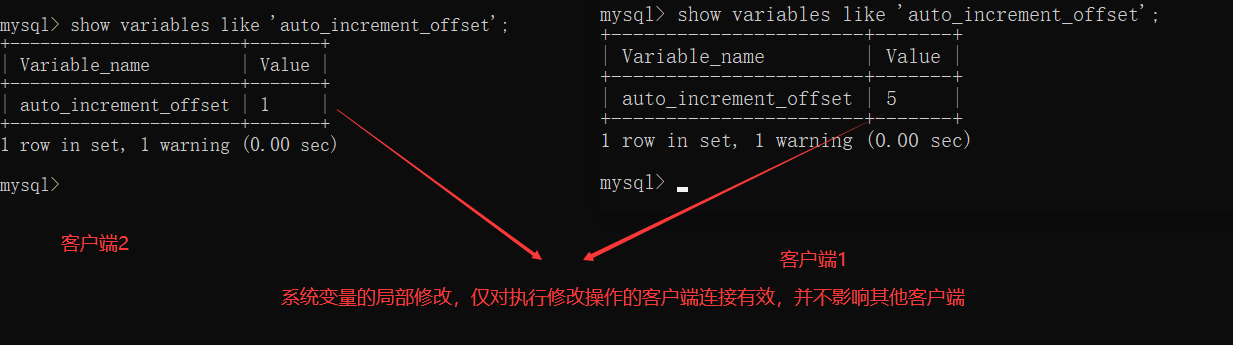 mysql> show variables like 'auto_increment_offset';
+-----------------------+-------+
| Variable_name         | Value |
+-----------------------+-------+
| auto_increment_offset | 1     |
+-----------------------+-------+
1 row in set, 1 warning (0.00 sec)
mysql>
客户端2
mysql> show variables like 'auto_increment_offset';
+-----------------------+-------+
| Variable_name         | Value |
+-----------------------+-------+
| auto_increment_offset | 5     |
+-----------------------+-------+
1 row in set, 1 warning (0.00 sec)
mysql>
客户端1
系统变量的局部修改，仅对执行修改操作的客户端连接有效，并不影响其他客户端